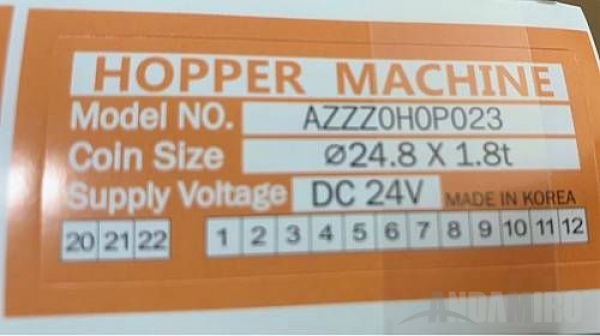 HOPPER MACHINE
Model NO. AZZZ0HOP023
Coin Size ø24.8 X 1.8t
Supply Voltage DC 24V MADE IN KOREA
20 21 22 1 2 3 4 5 6 7 8 9 10 11 12
ANDAMIRO